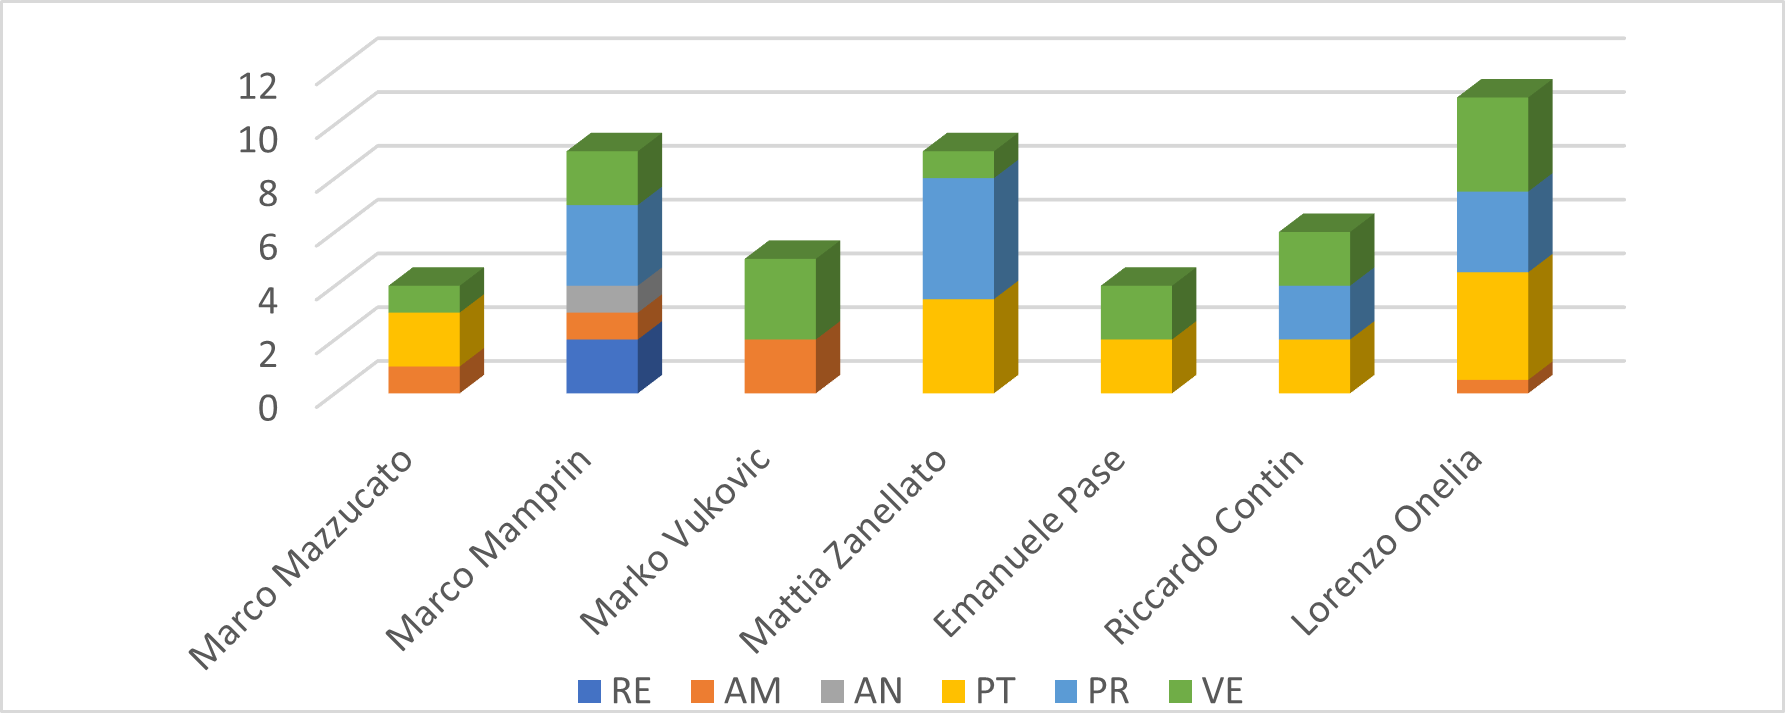 12
10
8
6
4
2
0
Marco Mazzucato
Marco Mamprin
Marko Vukovic
Mattia Zanellato
Emanuele Pase
Riccardo Contin
Lorenzo Onelia
RE AM AN PT PR VE